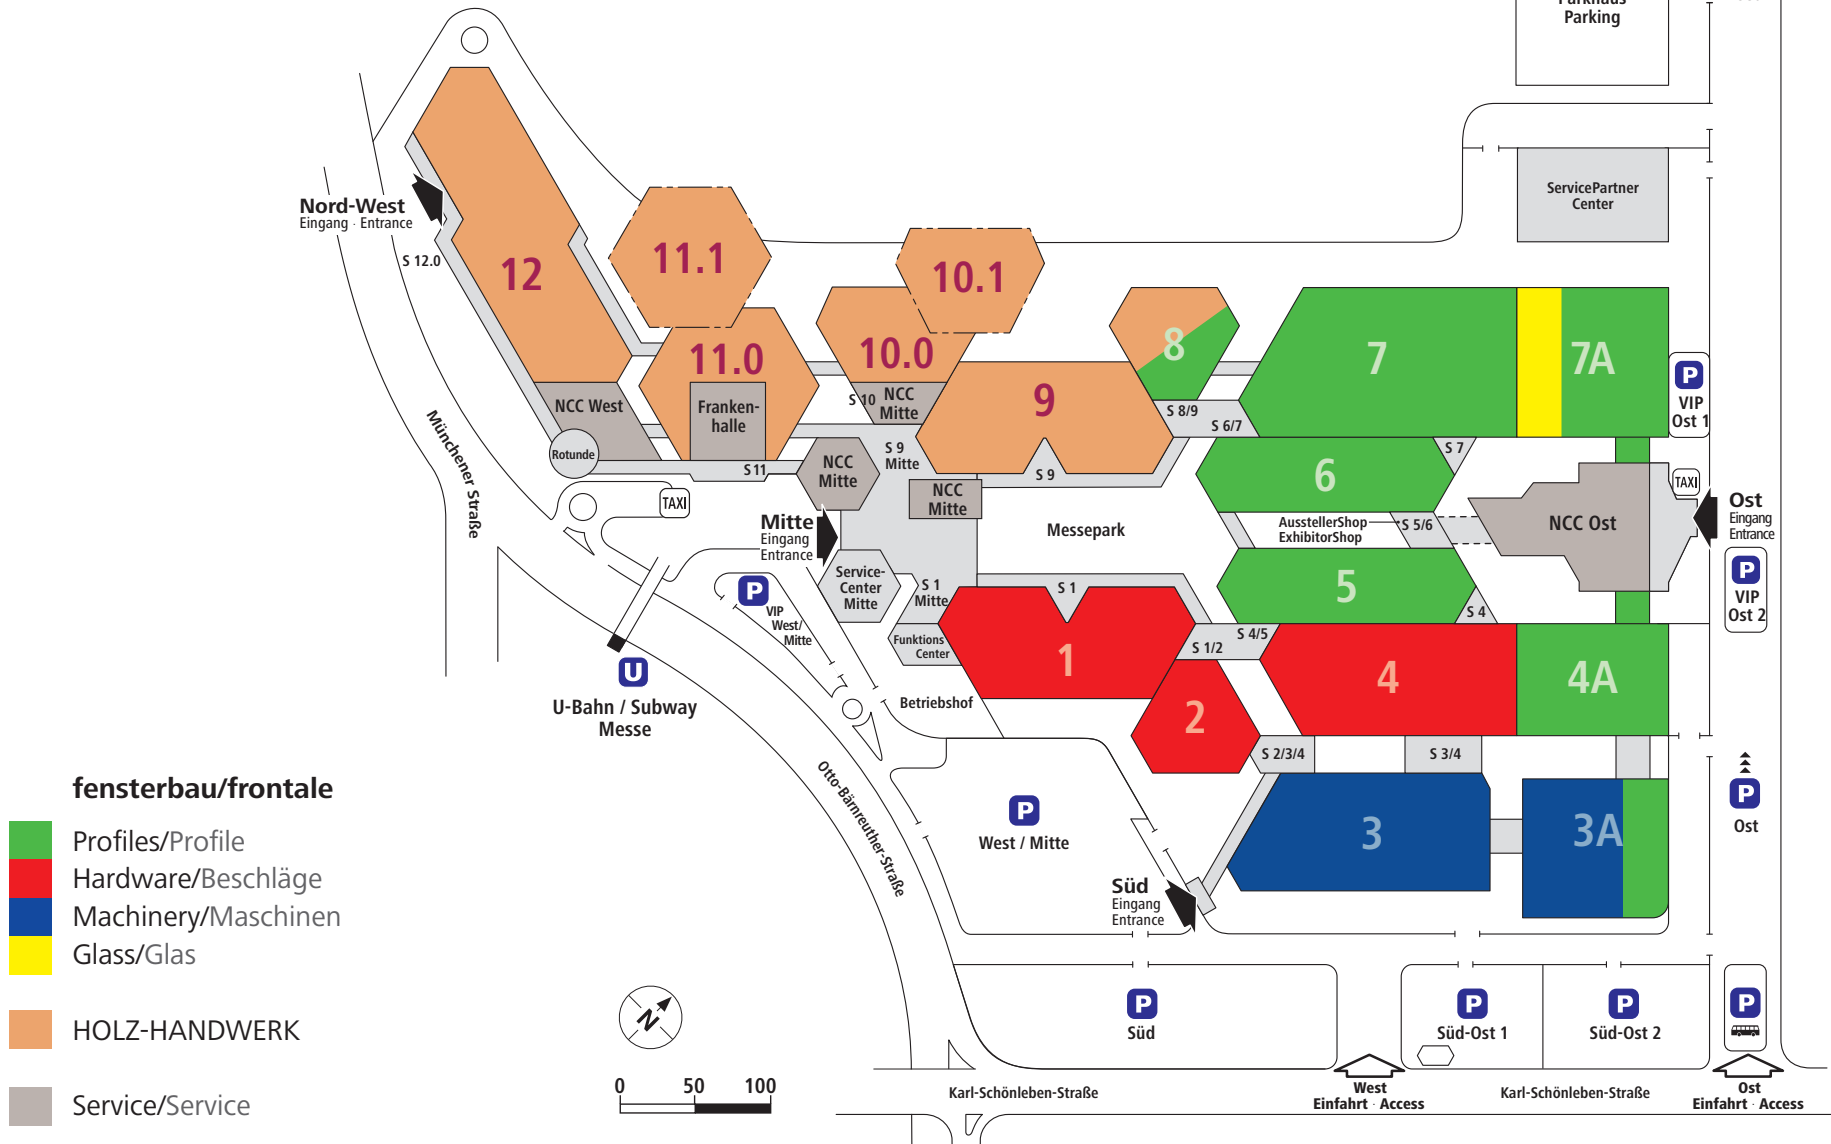 Parkhaus
Parking
ServicePartner
Center
Nord-West
Eingang · Entrance
S 12.0
12
11.1
11.0
10.1
10.0
9
8
7
7A
P
VIP
Ost 1
NCC West
Franken-
halle
S 10
NCC
Mitte
S 8/9
S 6/7
Rotunde
S 11
NCC
Mitte
S 9
Mitte
S 9
NCC
Mitte
6
S 7
TAXI
Münchener Straße
TAXI
Mitte
Eingang
Entrance
Messepark
AusstellerShop
ExhibitorShop
S 5/6
NCC Ost
Ost
Eingang
Entrance
P
VIP
Ost 2
P
VIP
West/
Mitte
Service-
Center
Mitte
S 1
Mitte
S 1
5
S 4
Funktions
Center
1
S 1/2
S 4/5
4
4A
U
U-Bahn / Subway
Messe
Betriebshof
2
S 2/3/4
S 3/4
Otto-Bärnreuther-Straße
P
West / Mitte
3
3A
P
Ost
Süd
Eingang
Entrance
fensterbau/frontale
Profiles/Profile
Hardware/Beschläge
Machinery/Maschinen
Glass/Glas
HOLZ-HANDWERK
Service/Service
N
0 50 100
P
Süd
P
Süd-Ost 1
P
Süd-Ost 2
P
Karl-Schönleben-Straße
West
Einfahrt · Access
Karl-Schönleben-Straße
Ost
Einfahrt · Access